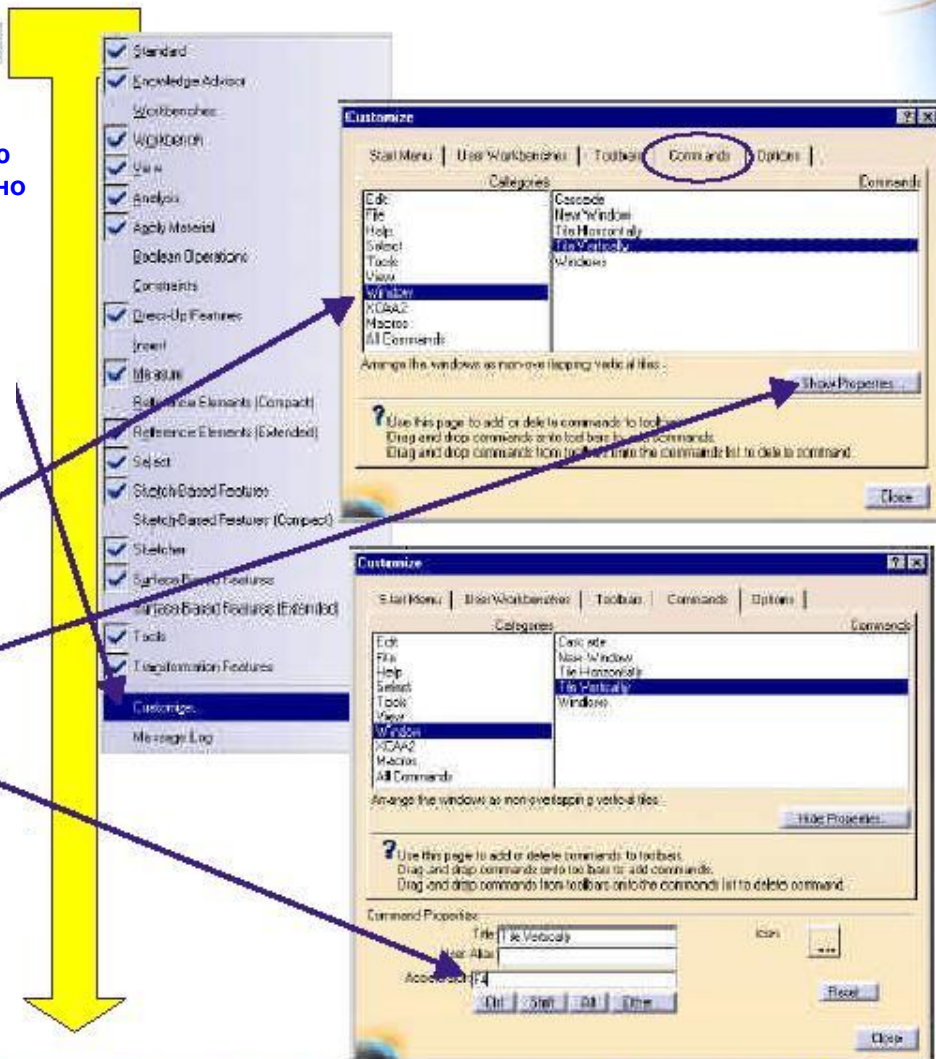 о
но
Standard
Knowledge Advisor
Workbenches
Workbench
View
Analysis
Apply Material
Boolean Operations
Constraints
Dress-Up Features
Insert
Measure
Reference Elements (Compact)
Reference Elements (Extended)
Select
Sketch-Based Features
Sketch-Based Features (Compact)
Sketcher
Surface-Based Features
Surface-Based Features (Extended)
Tools
Transformation Features
Customize...
Message Log
Customize
Start Menu User Workbenches Toolbars Commands Options
Categories Commands
Edit
File
Help
Select
Tools
View
Window
XCAA2
Macros
All Commands
Cascade
New Window
Tile Horizontally
Tile Vertically
Windows
Arrange the windows as non-overlapping vertical tiles
Show Properties...
? Use this page to add or delete commands to toolbars.
Drag and drop commands onto toolbars to add commands.
Drag and drop commands from toolbars onto the commands list to delete command.
Close
Customize
Start Menu User Workbenches Toolbars Commands Options
Categories Commands
Edit
File
Help
Select
Tools
View
Window
XCAA2
Macros
All Commands
Cascade
New Window
Tile Horizontally
Tile Vertically
Windows
Arrange the windows as non-overlapping vertical tiles
Hide Properties...
? Use this page to add or delete commands to toolbars.
Drag and drop commands onto toolbars to add commands.
Drag and drop commands from toolbars onto the commands list to delete command.
Command Properties
Title Tile Vertically Icon ...
User Alias
Accelerator F4
Ctrl Shift Alt Other...
Reset
Close